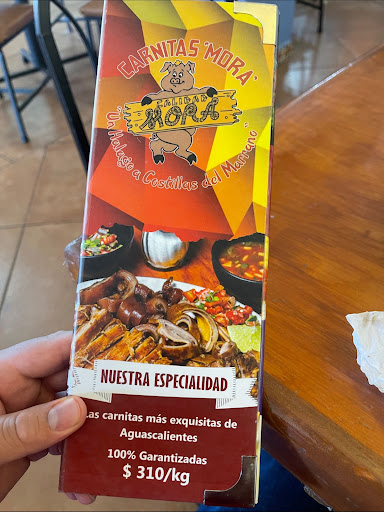 CARNITAS "MORA"
CALIDAD
MORA
"Un Halago a Costillas del Marrano"
NUESTRA ESPECIALIDAD
Las carnitas más exquisitas de
Aguascalientes
100% Garantizadas
$ 310/kg